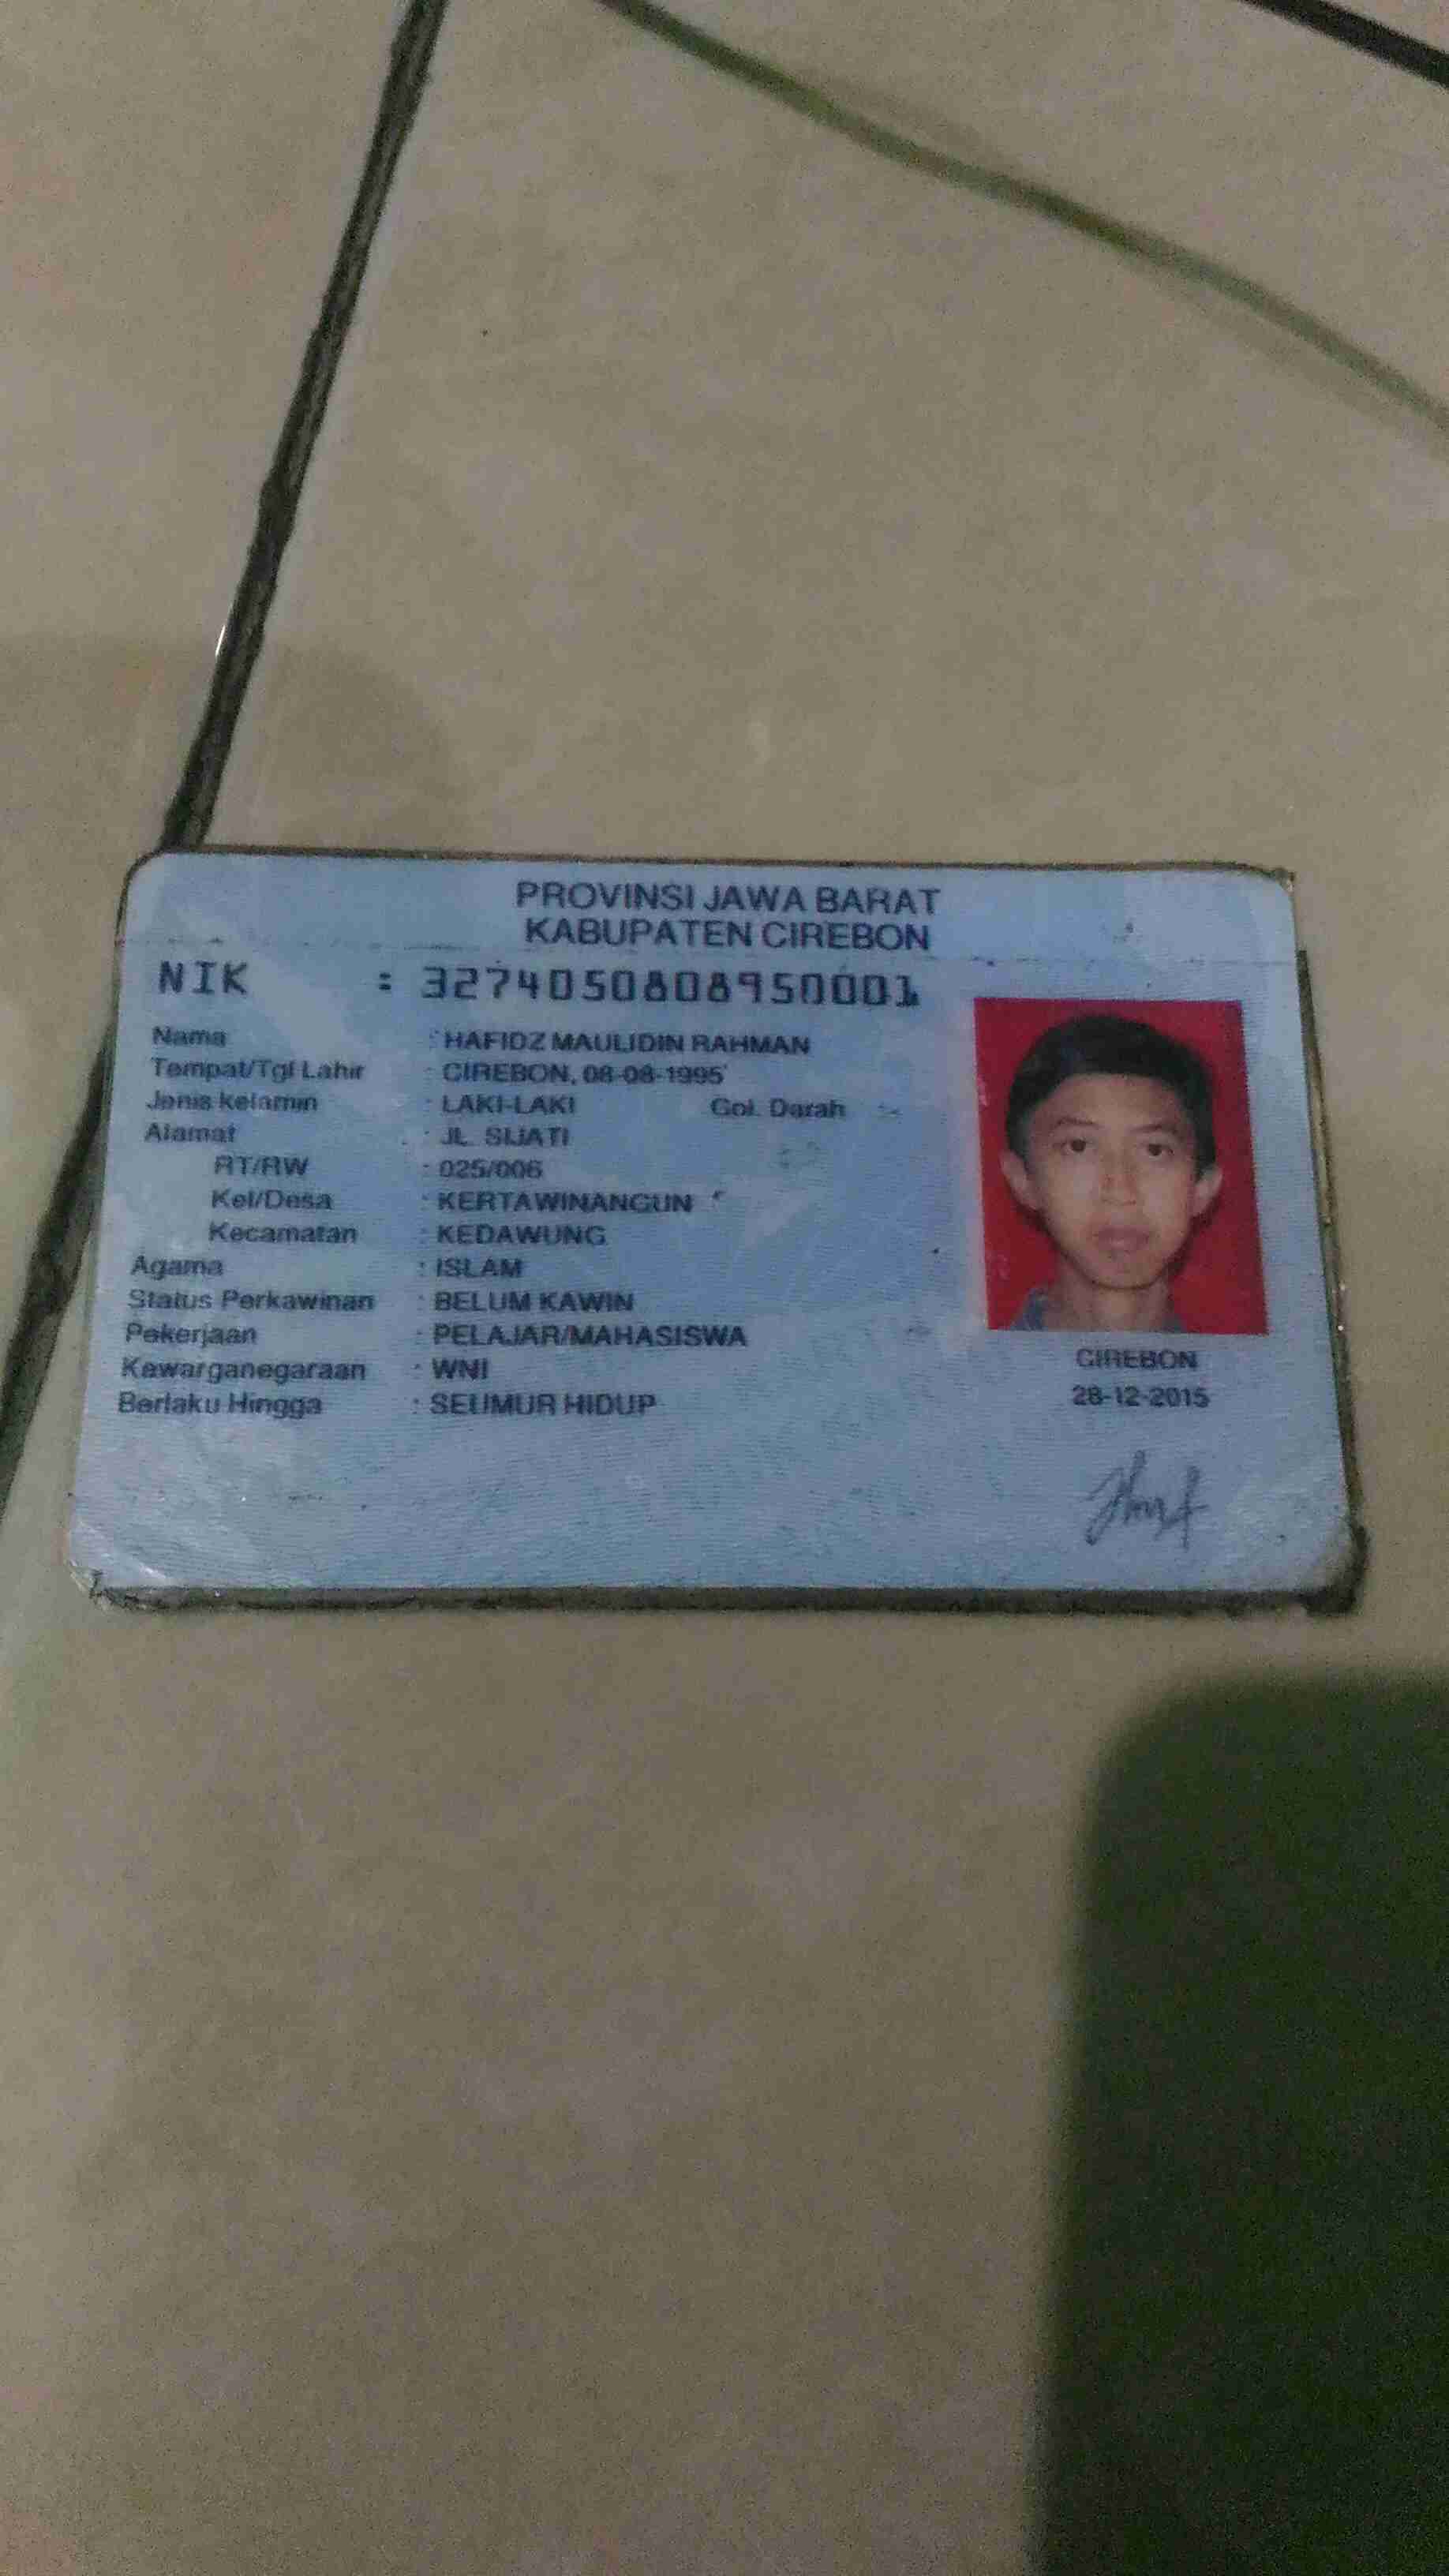 PROVINSI JAWA BARAT
KABUPATEN CIREBON
NIK : 3274050808950001
Nama : HAFIDZ MAULIDIN RAHMAN
Tempat/Tgl Lahir : CIREBON, 08-08-1995
Jenis kelamin : LAKI-LAKI Gol. Darah : -
Alamat : JL. SIJATI
RT/RW : 025/006
Kel/Desa : KERTAWINANGUN
Kecamatan : KEDAWUNG
Agama : ISLAM
Status Perkawinan : BELUM KAWIN
Pekerjaan : PELAJAR/MAHASISWA
Kewarganegaraan : WNI
Berlaku Hingga : SEUMUR HIDUP
CIREBON
28-12-2015